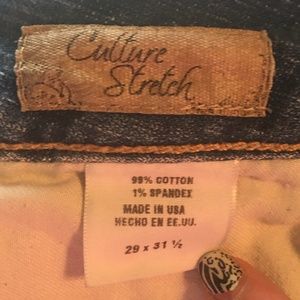 Culture
Stretch
99% COTTON
1% SPANDEX
MADE IN USA
HECHO EN EE.UU.
29 x 31 ½